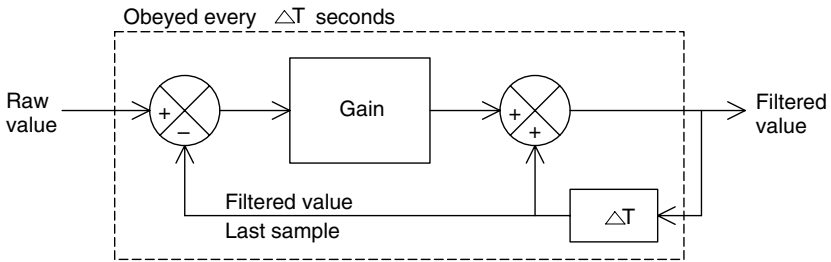 Obeyed every △T seconds
Raw
value
+
−
Gain
+
+
Filtered
value
Filtered value
Last sample
△T